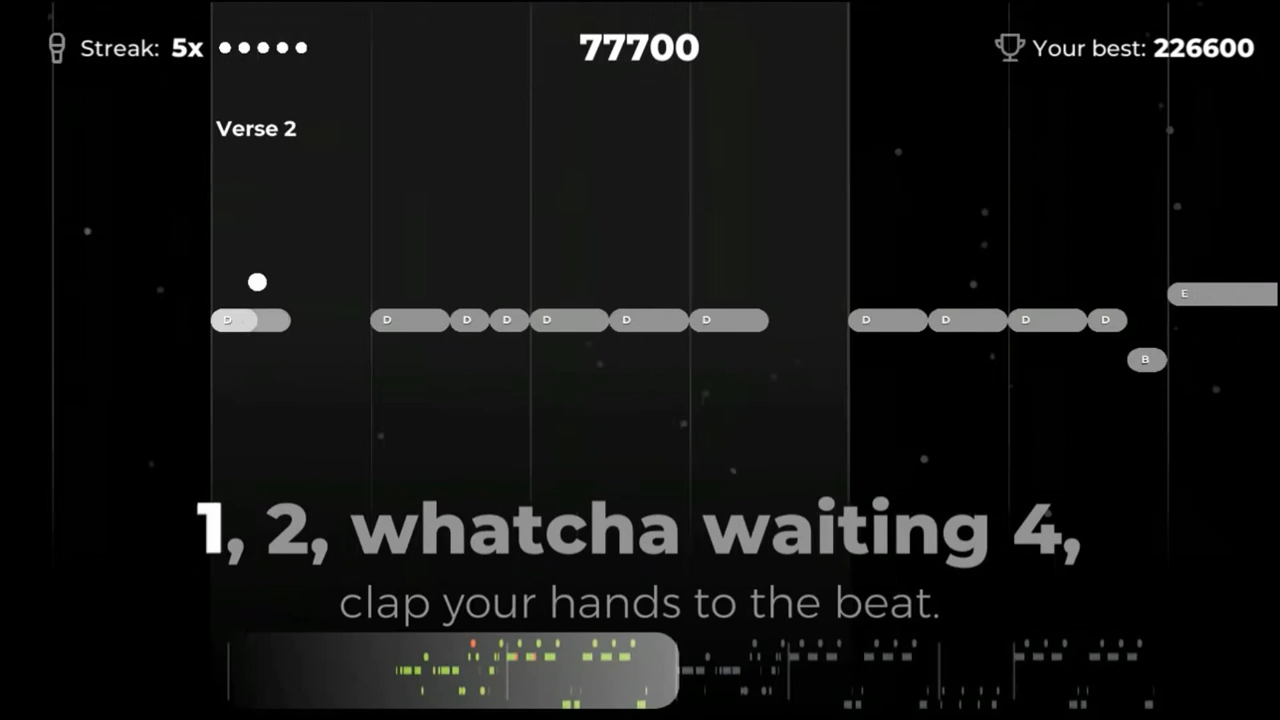 Streak: 5x
77700
Your best: 226600
Verse 2
D D D D D D D D D D D B E
1, 2, whatcha waiting 4,
clap your hands to the beat.